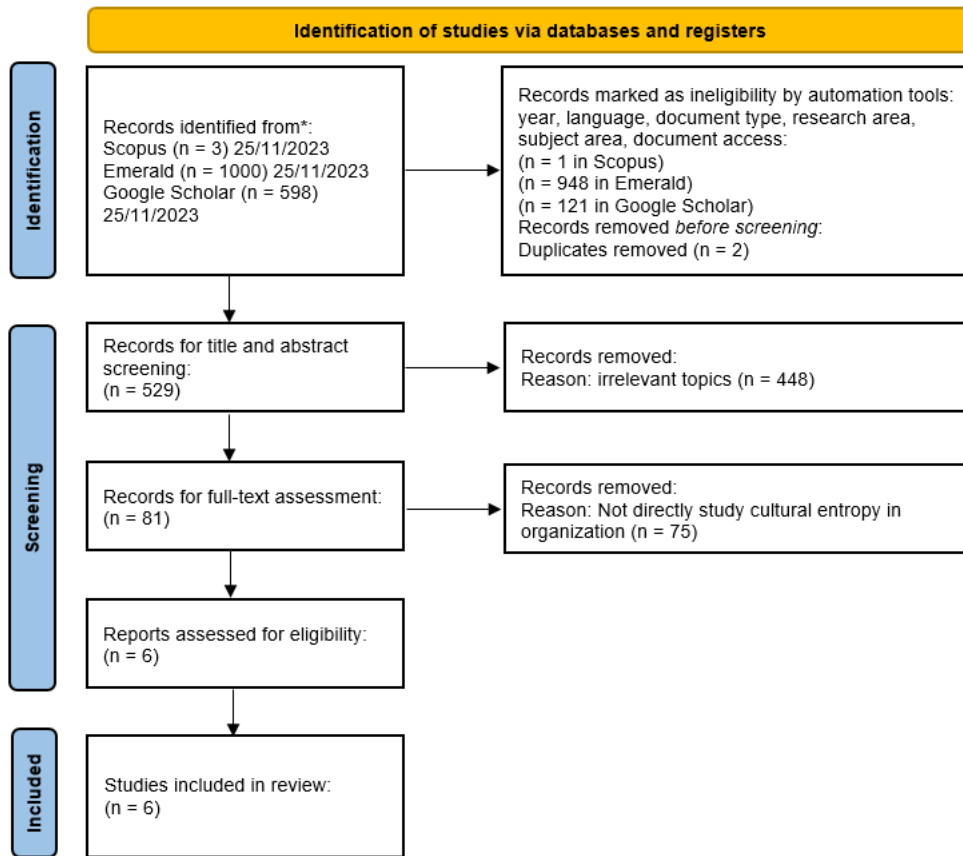 Identification of studies via databases and registers
Identification
Records identified from*:
Scopus (n = 3) 25/11/2023
Emerald (n = 1000) 25/11/2023
Google Scholar (n = 598)
25/11/2023
Records marked as ineligibility by automation tools:
year, language, document type, research area,
subject area, document access:
(n = 1 in Scopus)
(n = 948 in Emerald)
(n = 121 in Google Scholar)
Records removed before screening:
Duplicates removed (n = 2)
Screening
Records for title and abstract
screening:
(n = 529)
Records removed:
Reason: irrelevant topics (n = 448)
Records for full-text assessment:
(n = 81)
Records removed:
Reason: Not directly study cultural entropy in
organization (n = 75)
Reports assessed for eligibility:
(n = 6)
Included
Studies included in review:
(n = 6)